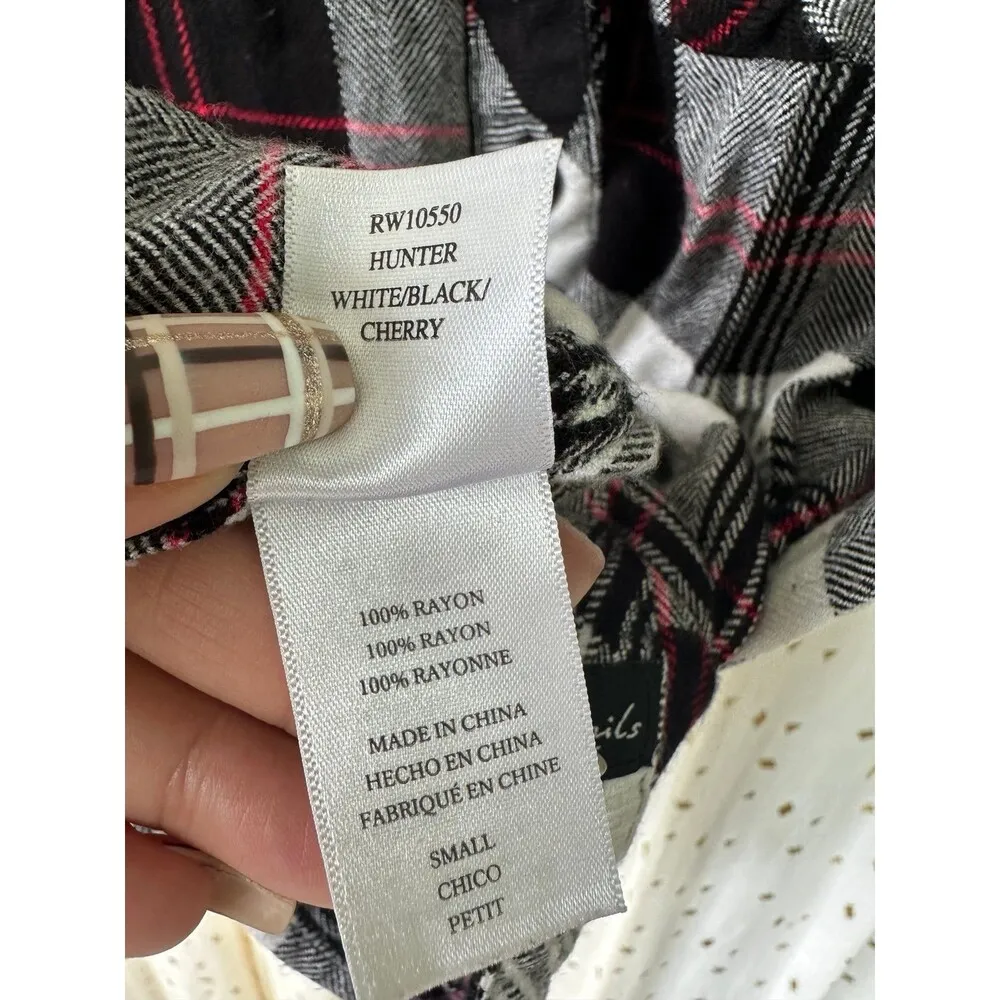 RW10550
HUNTER
WHITE/BLACK/
CHERRY
100% RAYON
100% RAYON
100% RAYONNE
MADE IN CHINA
HECHO EN CHINA
FABRIQUÉ EN CHINE
SMALL
CHICO
PETIT